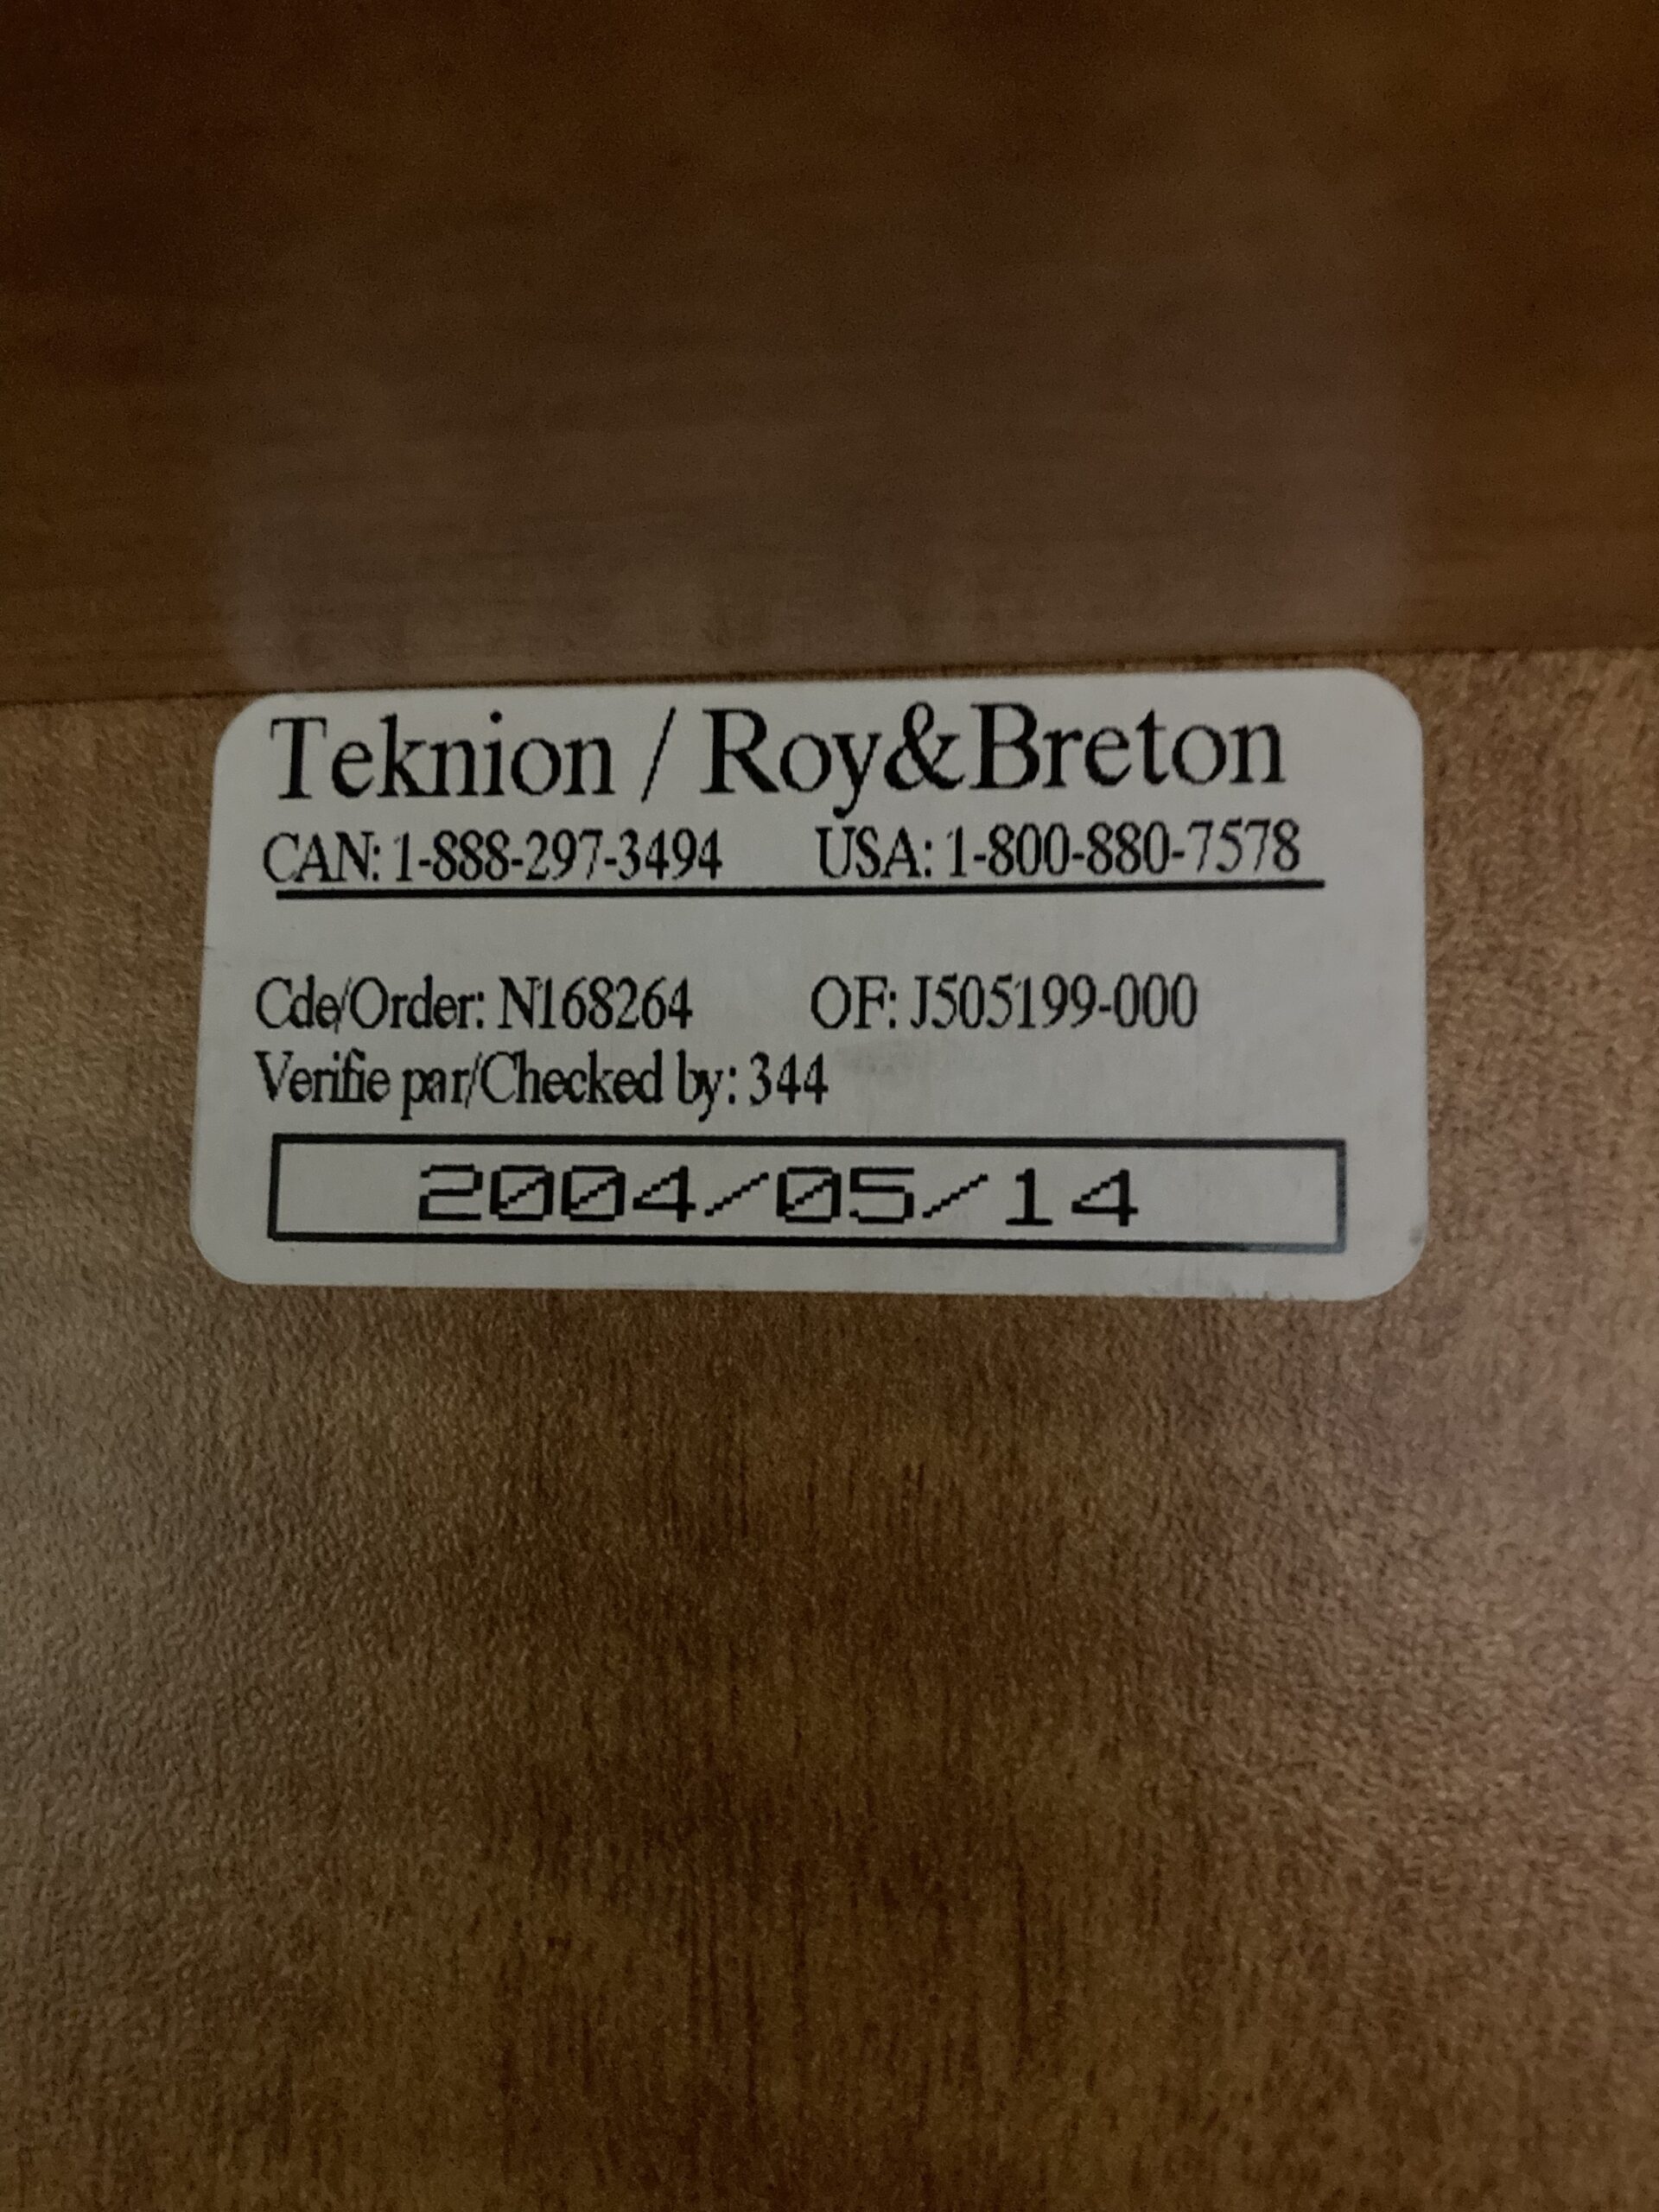 Teknion / Roy&Breton
CAN: 1-888-297-3494 USA: 1-800-880-7578
Cde/Order: N168264 OF: J505199-000
Verifie par/Checked by: 344
2004/05/14